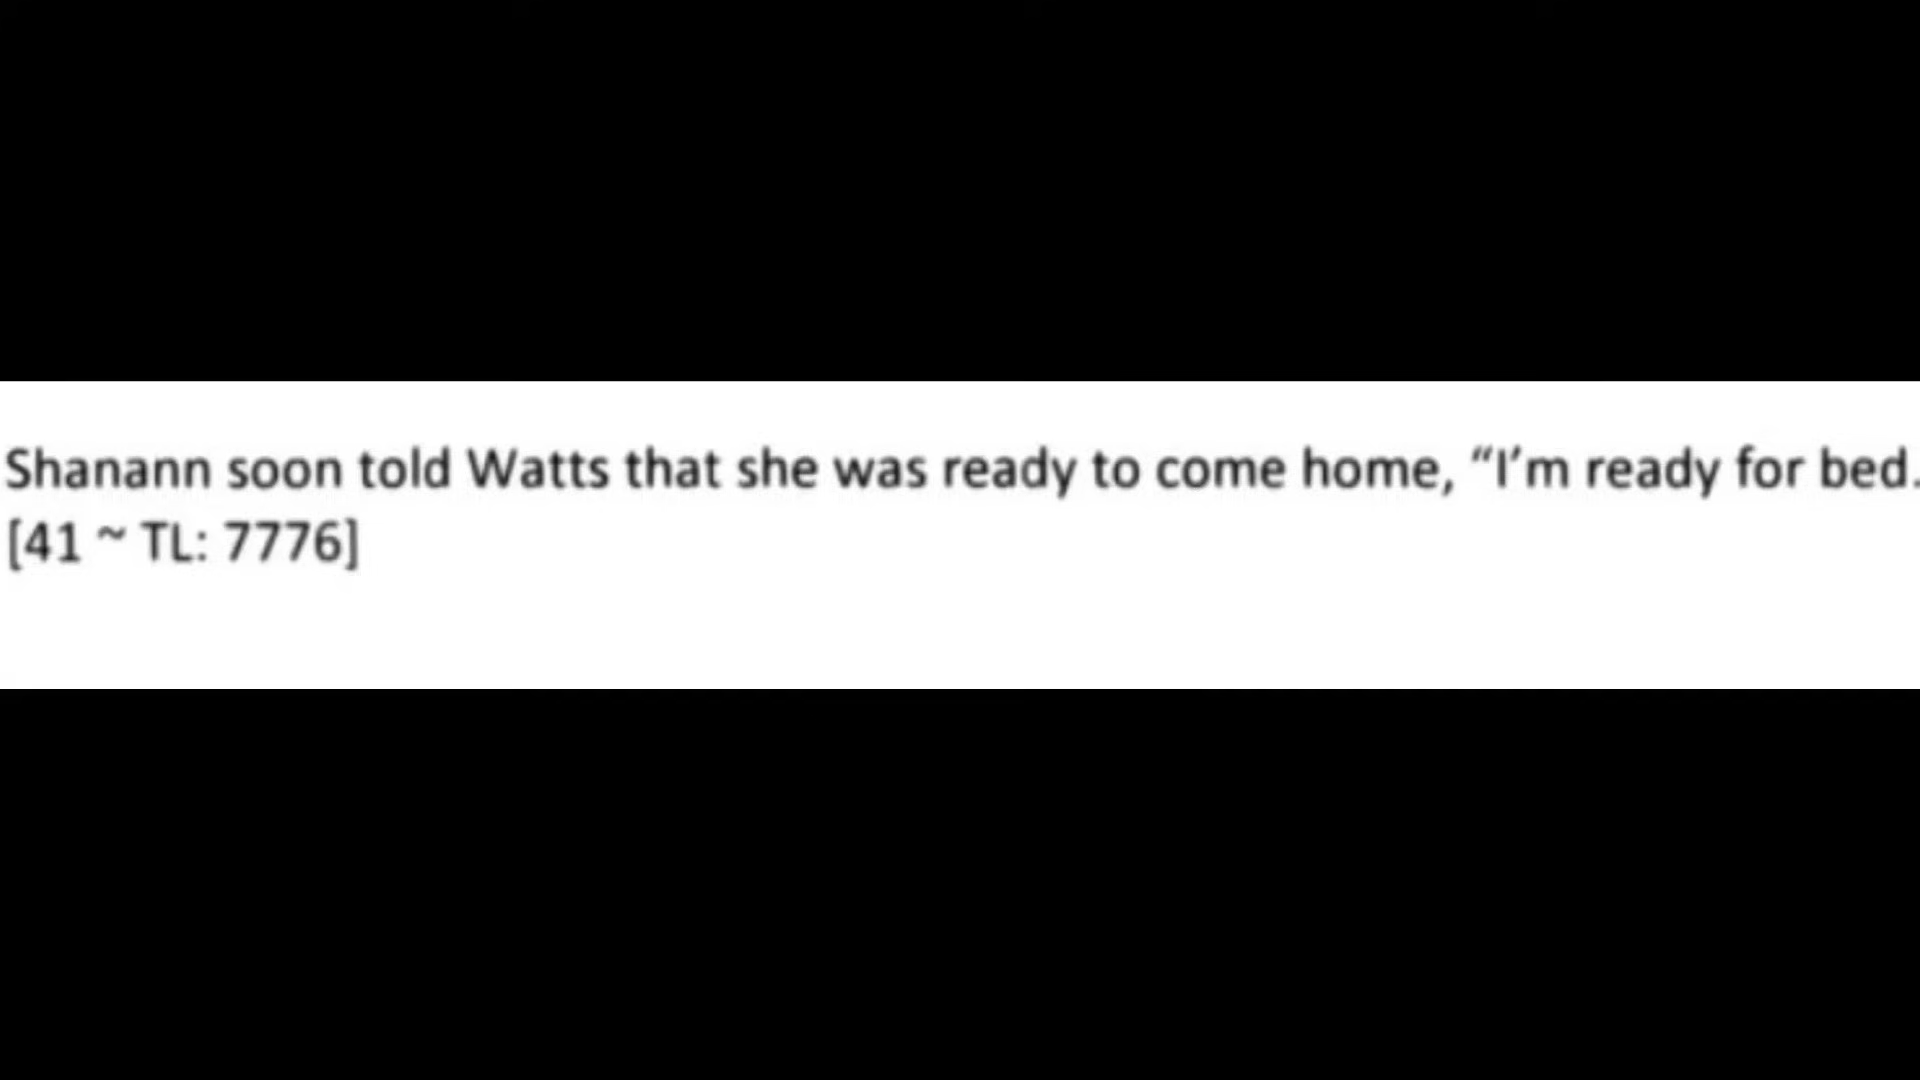 Shanann soon told Watts that she was ready to come home, “I’m ready for bed.
[41 ~ TL: 7776]